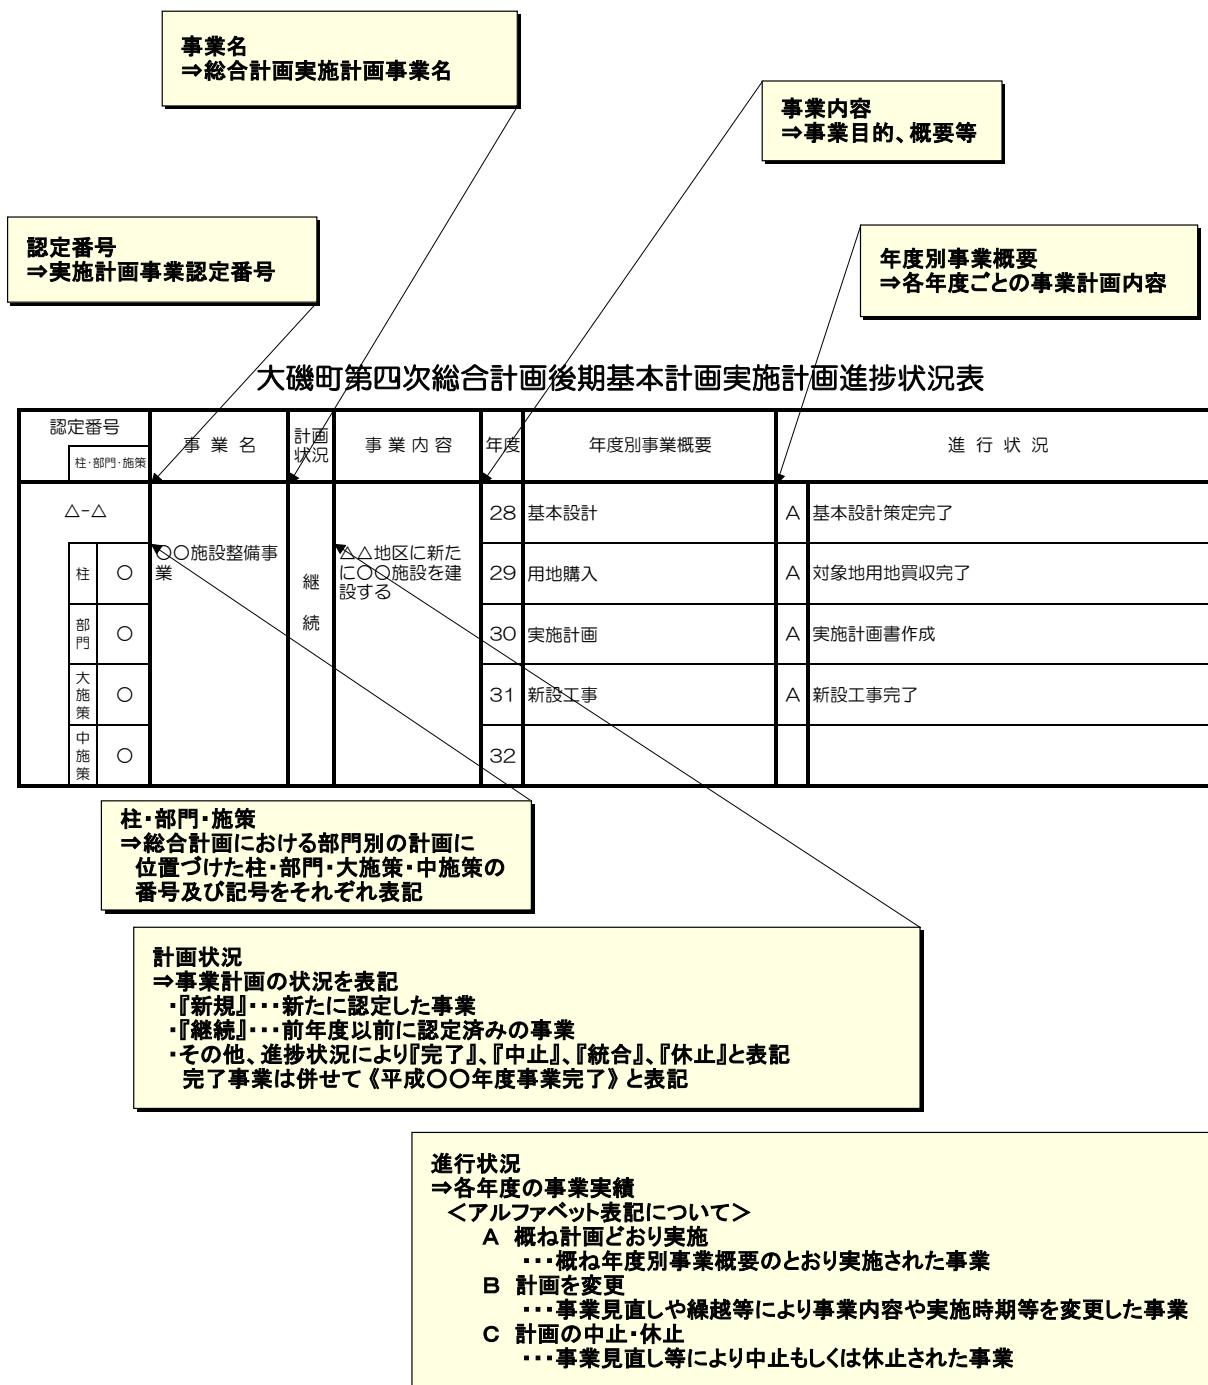 事業名
⇒総合計画実施計画事業名
事業内容
⇒事業目的、概要等
認定番号
⇒実施計画事業認定番号
年度別事業概要
⇒各年度ごとの事業計画内容
大磯町第四次総合計画後期基本計画実施計画進捗状況表
認定番号
柱・部門・施策
事 業 名
計画
状況
事 業 内 容
年度
年度別事業概要
進 行 状 況
△-△
〇〇施設整備事
業
継
続
△△地区に新た
に〇〇施設を建
設する
28 基本設計 A 基本設計策定完了
柱 〇
29 用地購入 A 対象地用地買収完了
部
門
〇
30 実施計画 A 実施計画書作成
大
施
策
〇
31 新設工事 A 新設工事完了
中
施
策
〇
32
柱・部門・施策
⇒総合計画における部門別の計画に
位置づけた柱・部門・大施策・中施策の
番号及び記号をそれぞれ表記
計画状況
⇒事業計画の状況を表記
・『新規』・・・新たに認定した事業
・『継続』・・・前年度以前に認定済みの事業
・その他、進捗状況により『完了』、『中止』、『統合』、『休止』と表記
完了事業は併せて《平成〇〇年度事業完了》と表記
進行状況
⇒各年度の事業実績
＜アルファベット表記について＞
A 概ね計画どおり実施
・・・概ね年度別事業概要のとおり実施された事業
B 計画を変更
・・・事業見直しや繰越等により事業内容や実施時期等を変更した事業
C 計画の中止・休止
・・・事業見直し等により中止もしくは休止された事業